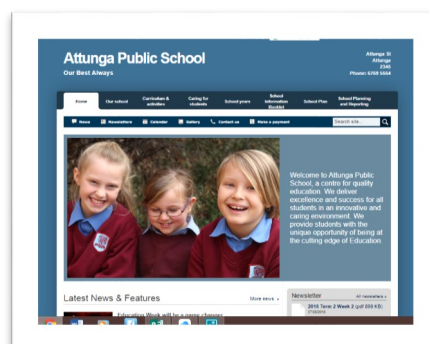 Attunga Public School
Our Best Always
Attunga St
Attunga
2345
Phone: 6769 5554
Home
Our school
Curriculum &
activities
Caring for
students
School years
School
Information
Booklet
School Plan
School Planning
and Reporting
News
Newsletters
Calendar
Gallery
Contact us
Make a payment
Search site...
Welcome to Attunga Public
School, a centre for quality
education. We deliver
excellence and success for all
students in an innovative and
caring environment. We
provide students with the
unique opportunity of being at
the cutting edge of Education.
Latest News & Features
More news »
Newsletter
All newsletters »
Education Week will be a game changer
2018 Term 2 Week 2 (pdf 889 KB)